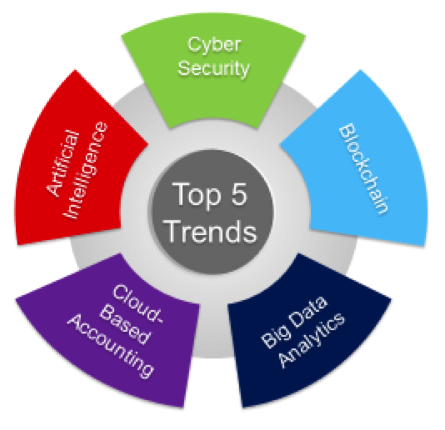 Cyber
Security
Blockchain
Big Data
Analytics
Cloud-
Based
Accounting
Artificial
Intelligence
Top 5
Trends